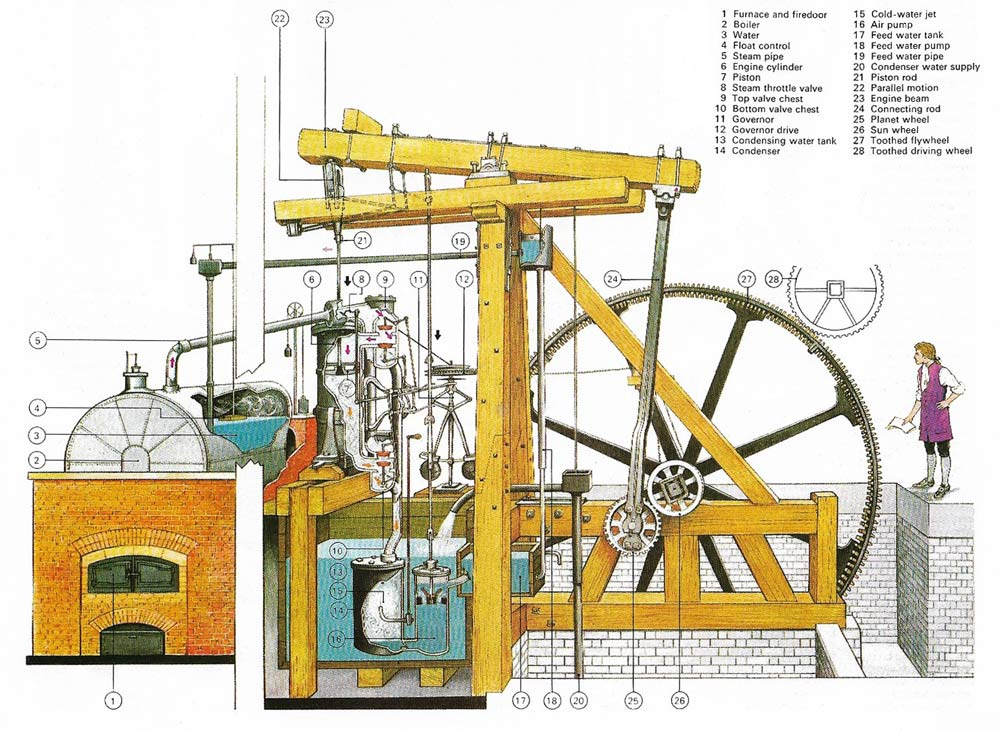 1 Furnace and firedoor
2 Boiler
3 Water
4 Float control
5 Steam pipe
6 Engine cylinder
7 Piston
8 Steam throttle valve
9 Top valve chest
10 Bottom valve chest
11 Governor
12 Governor drive
13 Condensing water tank
14 Condenser
15 Cold-water jet
16 Air pump
17 Feed water tank
18 Feed water pump
19 Feed water pipe
20 Condenser water supply
21 Piston rod
22 Parallel motion
23 Engine beam
24 Connecting rod
25 Planet wheel
26 Sun wheel
27 Toothed flywheel
28 Toothed driving wheel
22
23
21
19
6
8
9
11
12
24
27
28
5
4
3
2
7
10
13
15
14
16
1
17
18
20
25
26